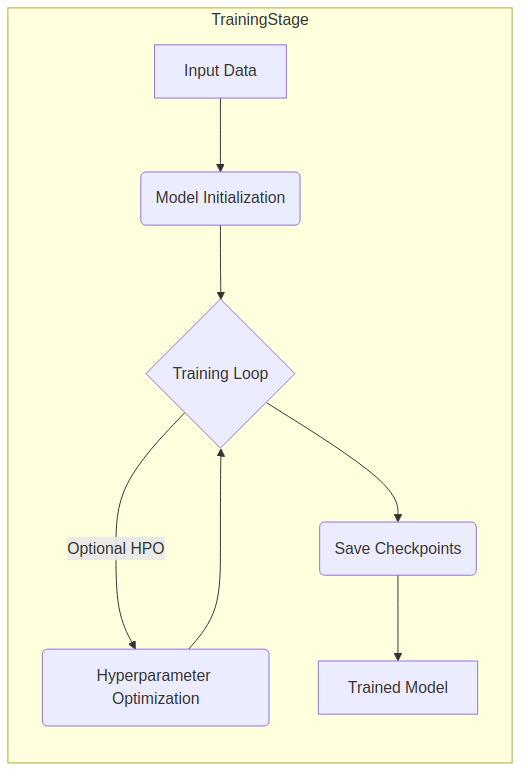 TrainingStage
Input Data
Model Initialization
Training Loop
Optional HPO
Save Checkpoints
Hyperparameter
Optimization
Trained Model